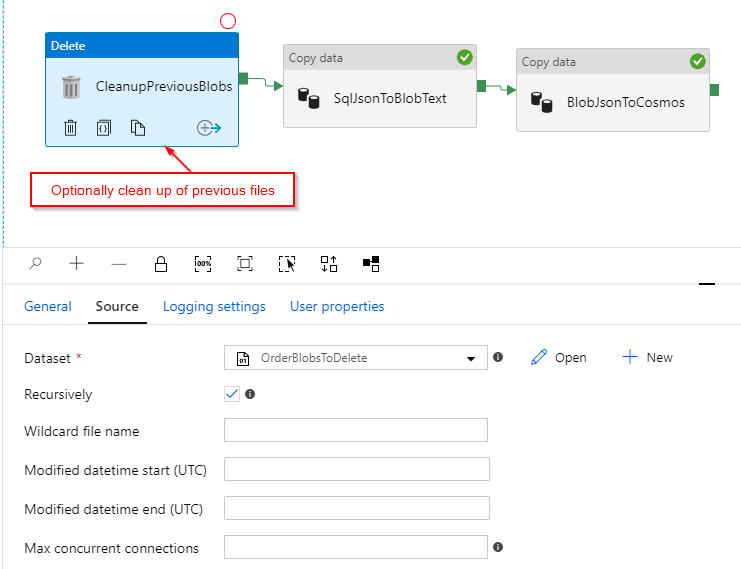 Delete
CleanupPreviousBlobs
Copy data
SqlJsonToBlobText
Copy data
BlobJsonToCosmos
Optionally clean up of previous files
100%
General
Source
Logging settings
User properties
Dataset *
OrderBlobsToDelete
Open
New
Recursively
Wildcard file name
Modified datetime start (UTC)
Modified datetime end (UTC)
Max concurrent connections